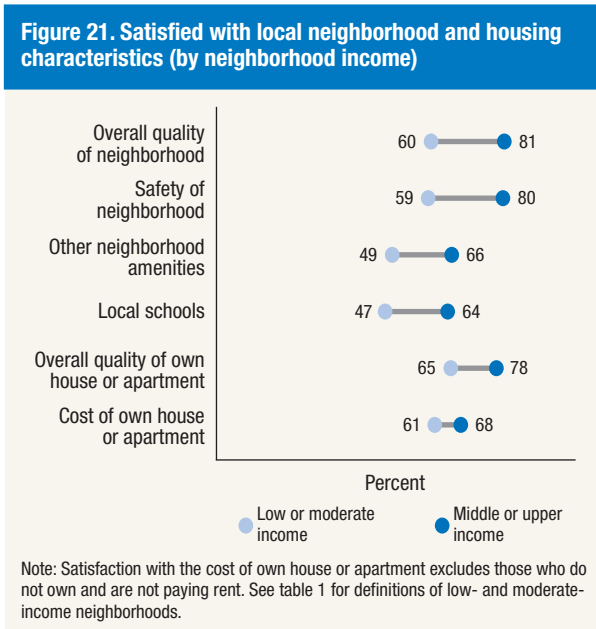 Figure 21. Satisfied with local neighborhood and housing
characteristics (by neighborhood income)
Overall quality
of neighborhood
60
81
Safety of
neighborhood
59
80
Other neighborhood
amenities
49
66
Local schools
47
64
Overall quality of own
house or apartment
65
78
Cost of own house
or apartment
61
68
Percent
Low or moderate
income
Middle or upper
income
Note: Satisfaction with the cost of own house or apartment excludes those who do
not own and are not paying rent. See table 1 for definitions of low- and moderate-
income neighborhoods.